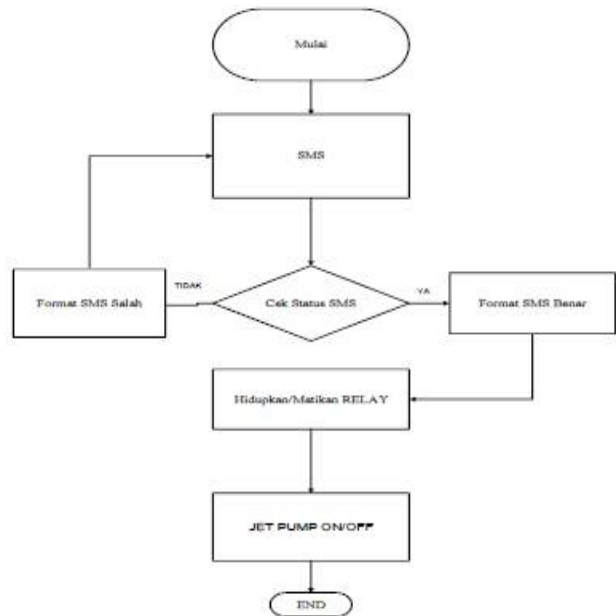 Mulai
SMS
TIDAK
Format SMS Salah
Cek Status SMS
YA
Format SMS Benar
Hidupkan/Matikan RELAY
JET PUMP ON/OFF
END